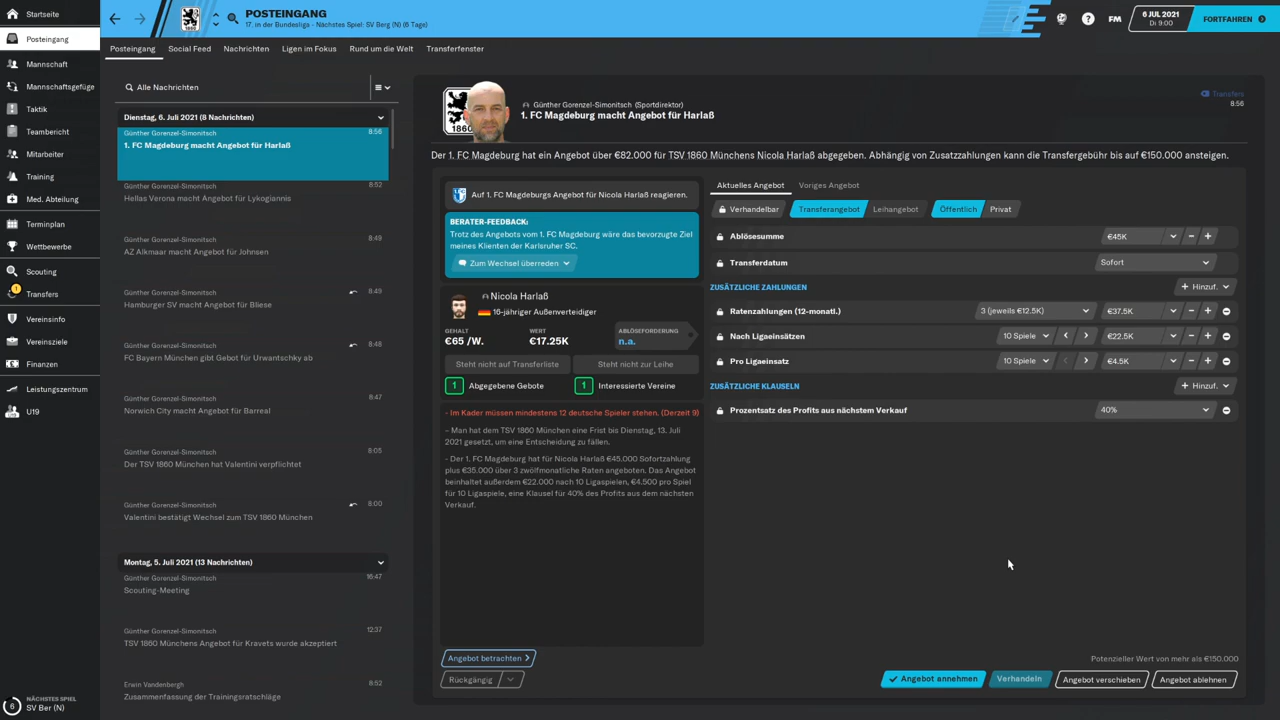 Startseite
Posteingang
Mannschaft
Mannschaftsgefüge
Taktik
Teambericht
Mitarbeiter
Training
Med. Abteilung
Terminplan
Wettbewerbe
Scouting
1
Transfers
Vereinsinfo
Vereinsziele
Finanzen
Leistungszentrum
U19
6
NÄCHSTES SPIEL
SV Ber (N)
1860
POSTEINGANG
17. in der Bundesliga - Nächstes Spiel: SV Berg (N) (6 Tage)
FM
6 JUL 2021
Di 9:00
FORTFAHREN
Posteingang
Social Feed
Nachrichten
Ligen im Fokus
Rund um die Welt
Transferfenster
Alle Nachrichten
Dienstag, 6. Juli 2021 (8 Nachrichten)
Günther Gorenzel-Simonitsch 8:56
1. FC Magdeburg macht Angebot für Harlaß
Günther Gorenzel-Simonitsch 8:52
Hellas Verona macht Angebot für Lykogiannis
Günther Gorenzel-Simonitsch 8:49
AZ Alkmaar macht Angebot für Johnsen
Günther Gorenzel-Simonitsch 8:49
Hamburger SV macht Angebot für Bliese
Günther Gorenzel-Simonitsch 8:48
FC Bayern München gibt Gebot für Urwantschky ab
Günther Gorenzel-Simonitsch 8:47
Norwich City macht Angebot für Barreal
Günther Gorenzel-Simonitsch 8:05
Der TSV 1860 München hat Valentini verpflichtet
Günther Gorenzel-Simonitsch 8:00
Valentini bestätigt Wechsel zum TSV 1860 München
Montag, 5. Juli 2021 (13 Nachrichten)
Günther Gorenzel-Simonitsch 16:47
Scouting-Meeting
Günther Gorenzel-Simonitsch 12:37
TSV 1860 Münchens Angebot für Kravets wurde akzeptiert
Erwin Vandenbergh 8:52
Zusammenfassung der Trainingsratschläge
1860
Günther Gorenzel-Simonitsch (Sportdirektor)
1. FC Magdeburg macht Angebot für Harlaß
Transfers
8:56
Der 1. FC Magdeburg hat ein Angebot über €82.000 für TSV 1860 Münchens Nicola Harlaß abgegeben. Abhängig von Zusatzzahlungen kann die Transfergebühr bis auf €150.000 ansteigen.
Auf 1. FC Magdeburgs Angebot für Nicola Harlaß reagieren.
BERATER-FEEDBACK:
Trotz des Angebots vom 1. FC Magdeburg wäre das bevorzugte Ziel
meines Klienten der Karlsruher SC.
Zum Wechsel überreden
Nicola Harlaß
16-jähriger Außenverteidiger
GEHALT
€65 /W.
WERT
€17.25K
ABLÖSEFORDERUNG
n.a.
Steht nicht auf Transferliste
Steht nicht zur Leihe
1 Abgegebene Gebote
1 Interessierte Vereine
- Im Kader müssen mindestens 12 deutsche Spieler stehen. (Derzeit 9)
– Man hat dem TSV 1860 München eine Frist bis Dienstag, 13. Juli
2021 gesetzt, um eine Entscheidung zu fällen.
- Der 1. FC Magdeburg hat für Nicola Harlaß €45.000 Sofortzahlung
plus €35.000 über 3 zwölfmonatliche Raten angeboten. Das Angebot
beinhaltet außerdem €22.000 nach 10 Ligaspielen, €4.500 pro Spiel
für 10 Ligaspiele, eine Klausel für 40% des Profits aus dem nächsten
Verkauf.
Angebot betrachten
Rückgängig
Aktuelles Angebot
Voriges Angebot
Verhandelbar
Transferangebot
Leihangebot
Öffentlich
Privat
Ablösesumme €45K
Transferdatum Sofort
ZUSÄTZLICHE ZAHLUNGEN Hinzuf.
Ratenzahlungen (12-monatl.) 3 (jeweils €12.5K) €37.5K
Nach Ligaeinsätzen 10 Spiele €22.5K
Pro Ligaeinsatz 10 Spiele €4.5K
ZUSÄTZLICHE KLAUSELN Hinzuf.
Prozentsatz des Profits aus nächstem Verkauf 40%
Potenzieller Wert von mehr als €150.000
Angebot annehmen
Verhandeln
Angebot verschieben
Angebot ablehnen